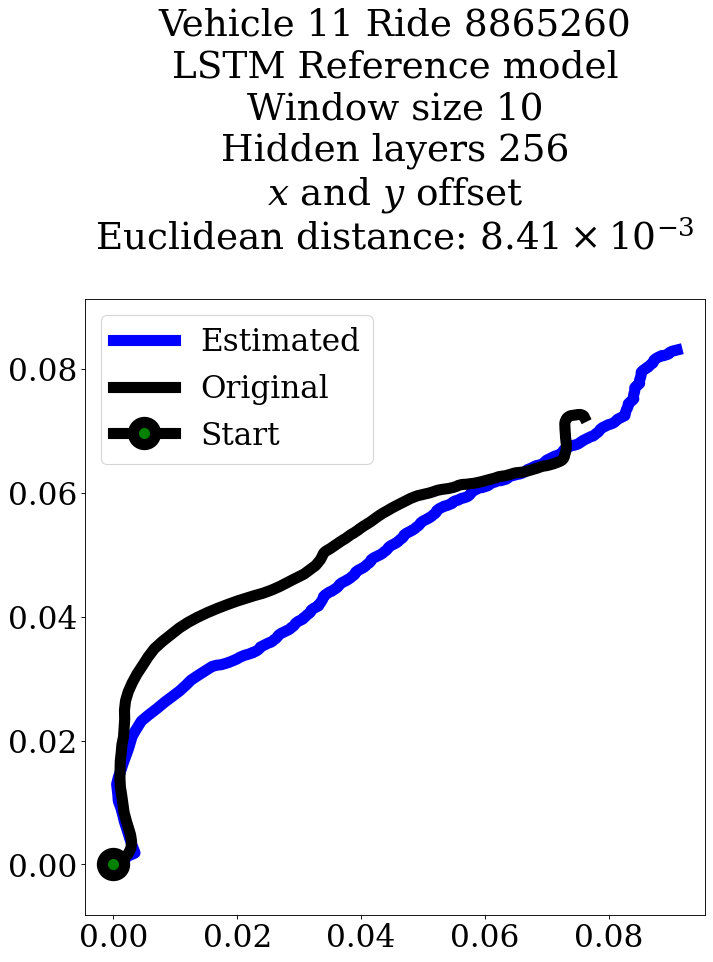 Vehicle 11 Ride 8865260
LSTM Reference model
Window size 10
Hidden layers 256
x and y offset
Euclidean distance: 8.41 × 10⁻³
Estimated
Original
Start
0.08
0.06
0.04
0.02
0.00
0.00 0.02 0.04 0.06 0.08